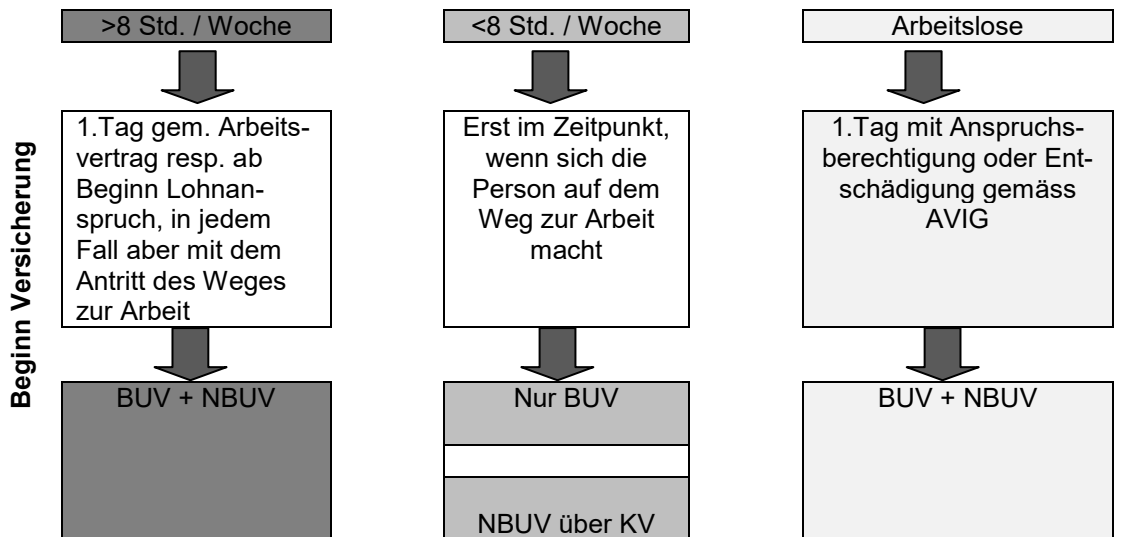 >8 Std. / Woche
<8 Std. / Woche
Arbeitslose
Beginn Versicherung
1.Tag gem. Arbeits-
vertrag resp. ab
Beginn Lohnan-
spruch, in jedem
Fall aber mit dem
Antritt des Weges
zur Arbeit
Erst im Zeitpunkt,
wenn sich die
Person auf dem
Weg zur Arbeit
macht
1.Tag mit Anspruchs-
berechtigung oder Ent-
schädigung gemäss
AVIG
BUV + NBUV
Nur BUV
NBUV über KV
BUV + NBUV